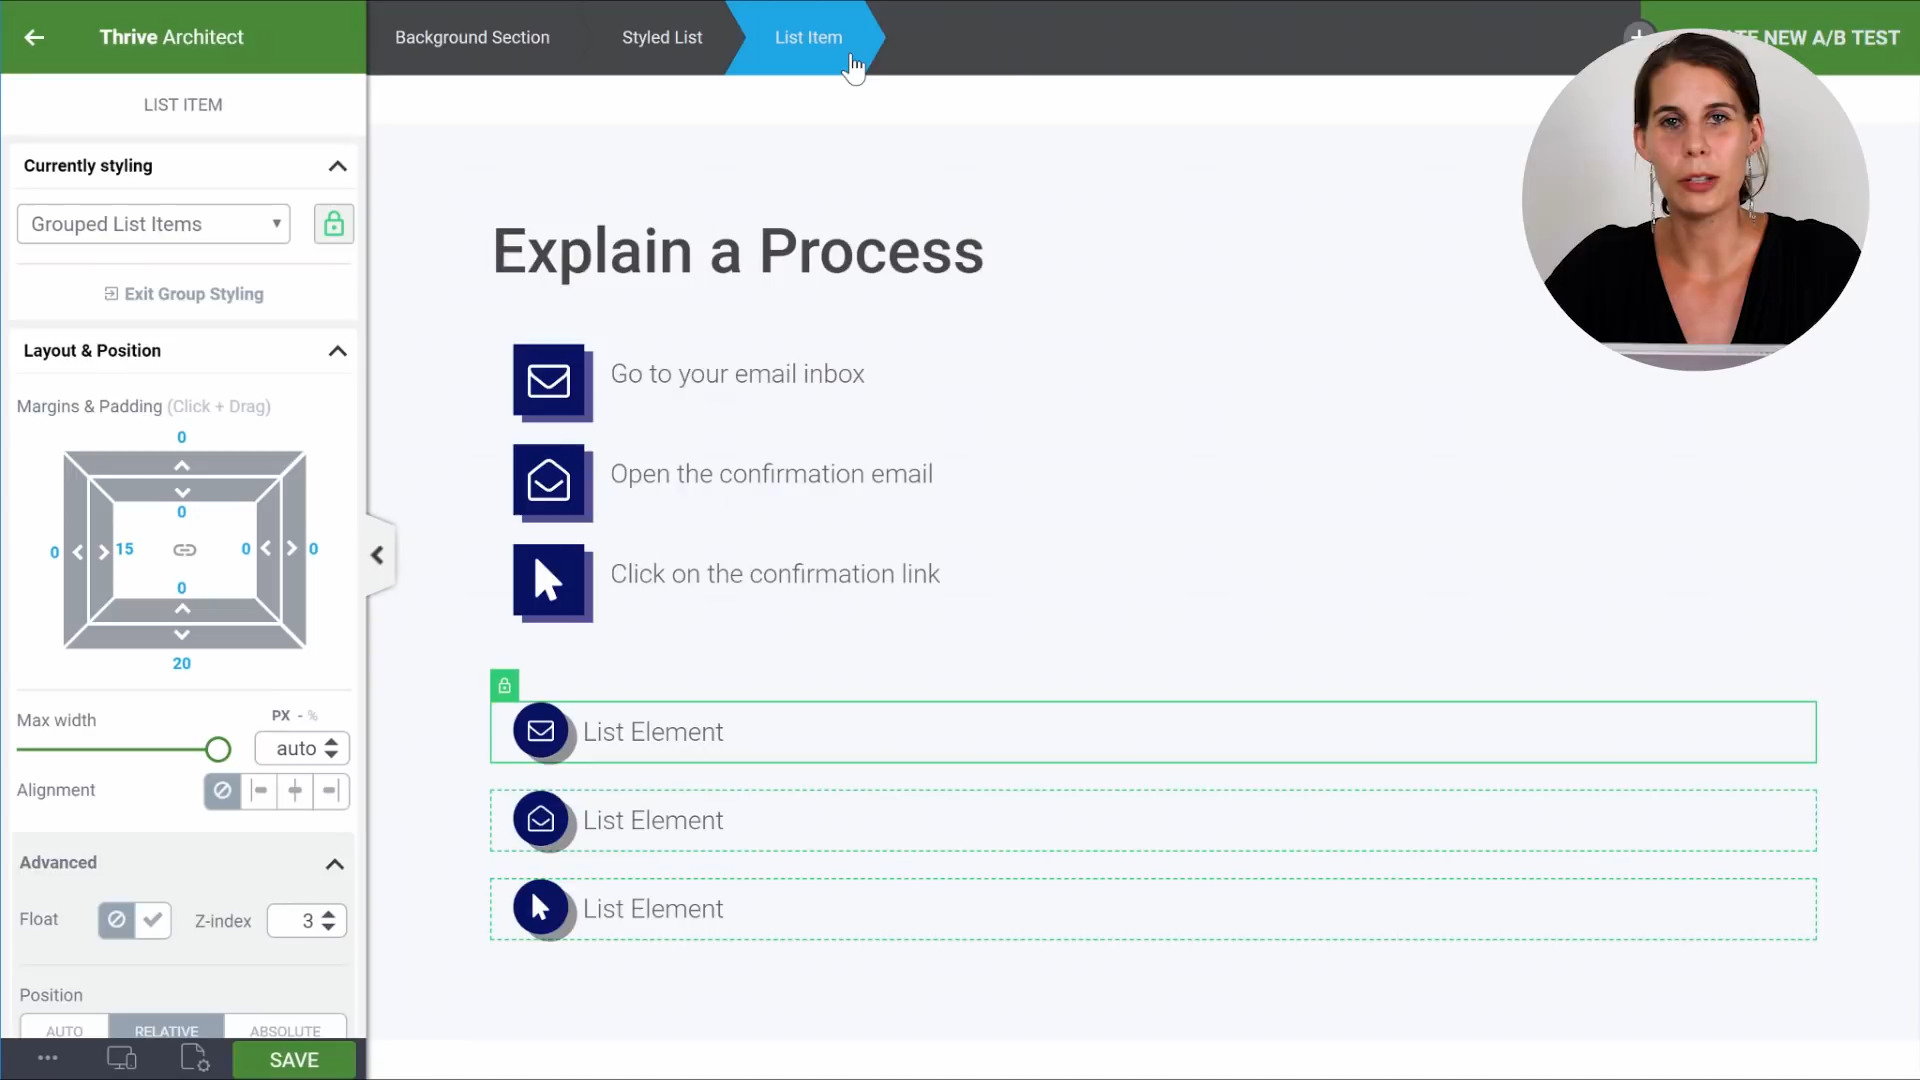 Thrive Architect
Background Section
Styled List
List Item
TE NEW A/B TEST
LIST ITEM
Currently styling
Grouped List Items
Exit Group Styling
Layout & Position
Margins & Padding (Click + Drag)
0
0
0
15
0
0
0
20
Max width
PX - %
auto
Alignment
Advanced
Float
Z-index
3
Position
AUTO
RELATIVE
ABSOLUTE
SAVE
Explain a Process
Go to your email inbox
Open the confirmation email
Click on the confirmation link
List Element
List Element
List Element